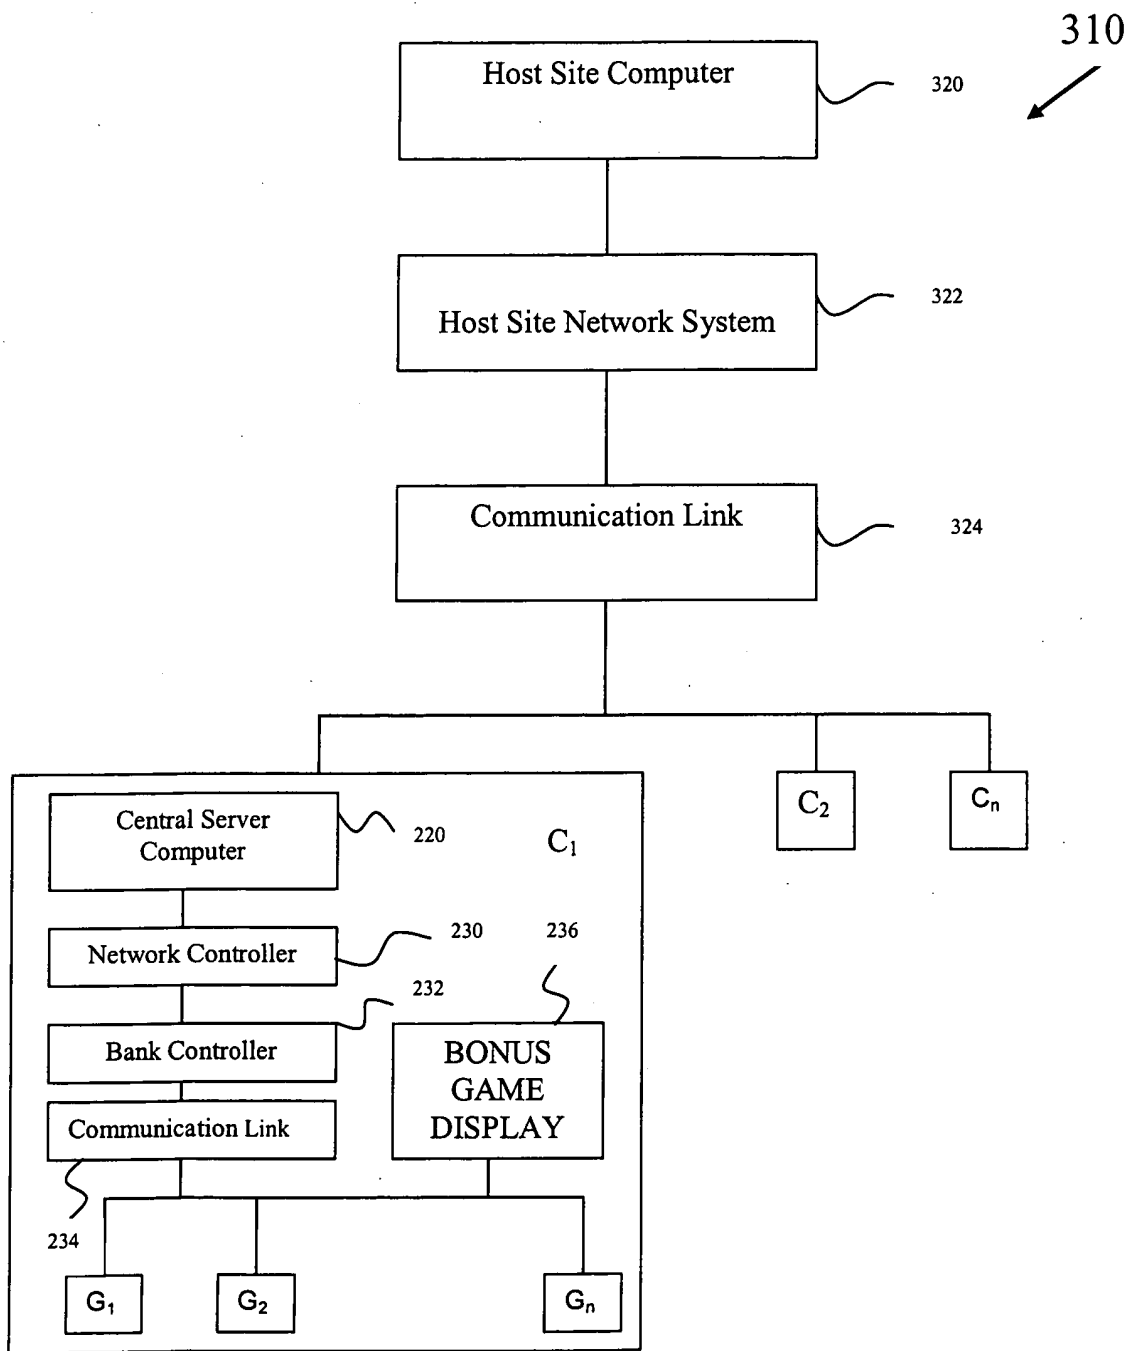 310
Host Site Computer
320
Host Site Network System
322
Communication Link
324
Central Server
Computer
220
C₁
C₂
Cₙ
Network Controller
230
236
232
Bank Controller
BONUS
GAME
DISPLAY
Communication Link
234
G₁
G₂
Gₙ